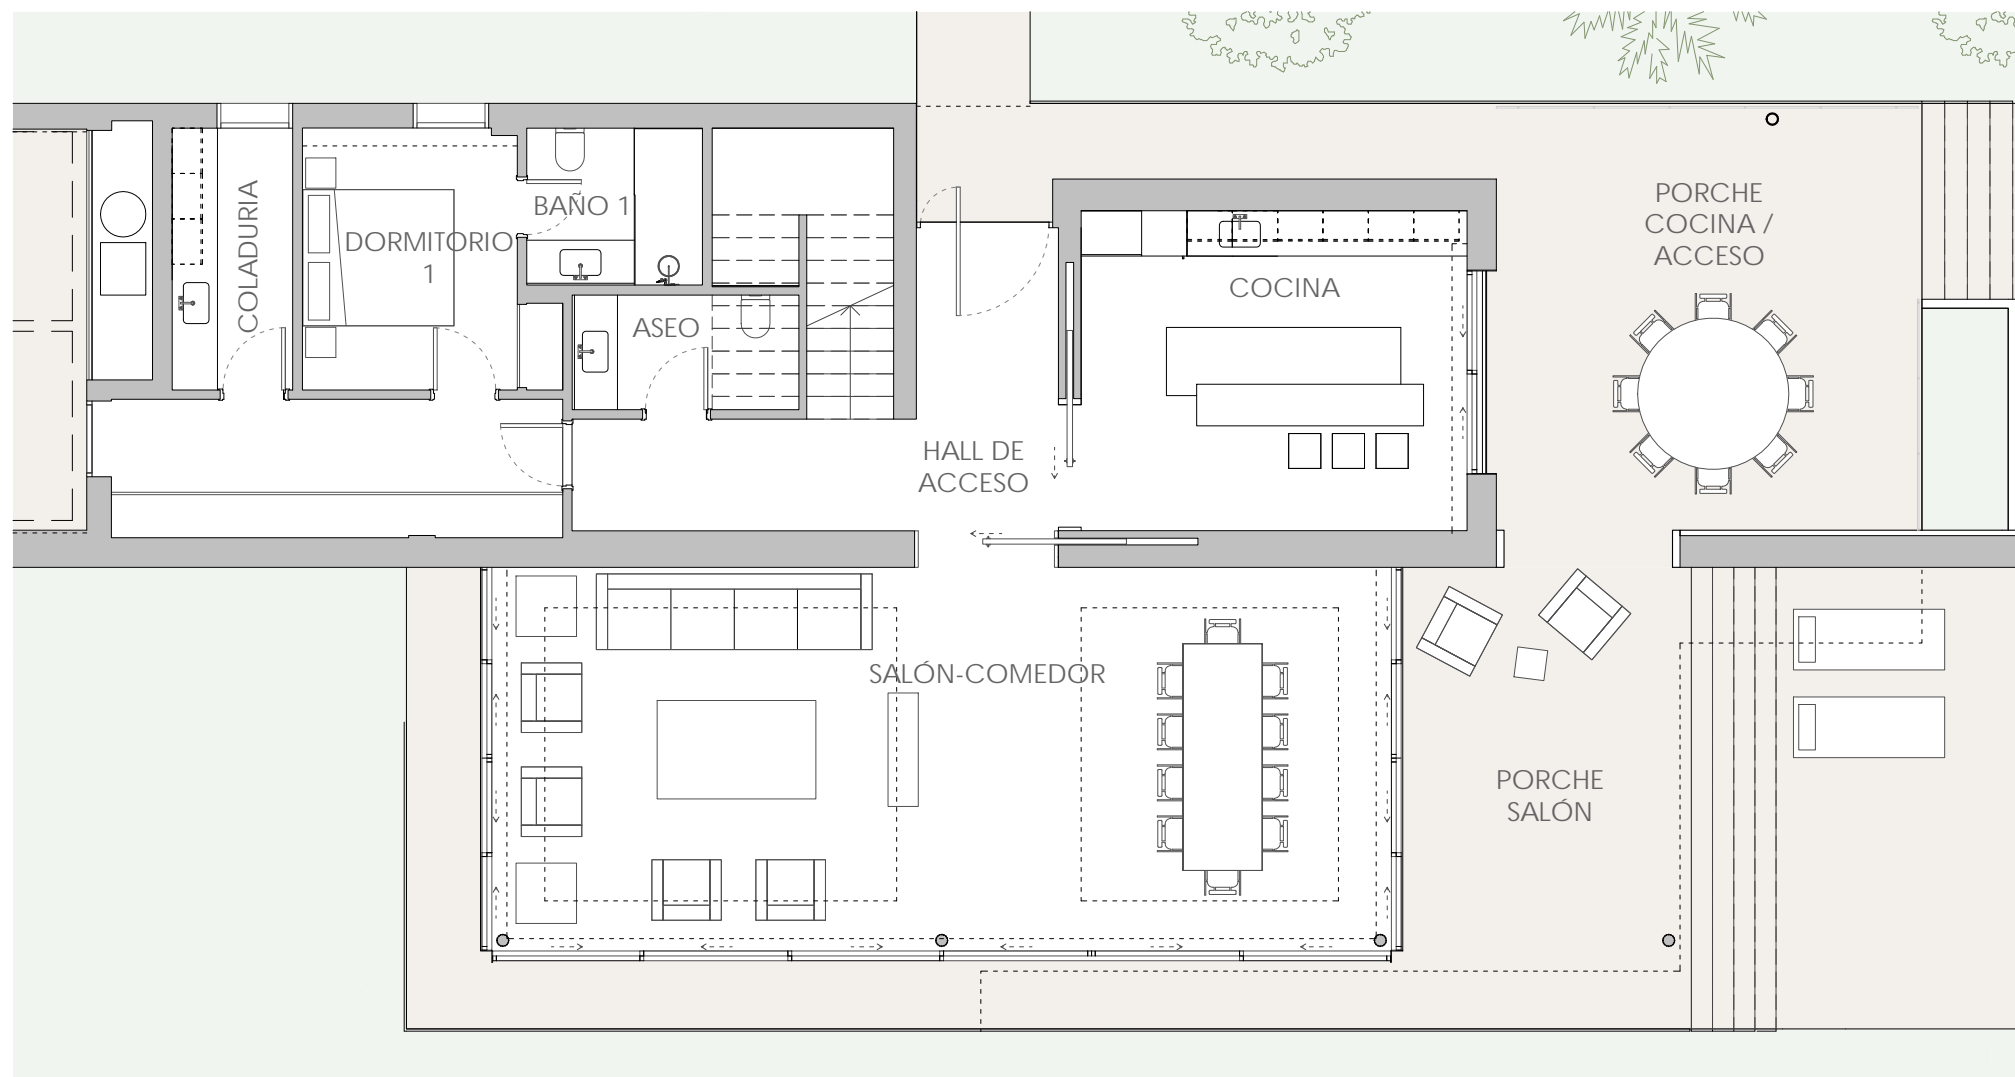 COLADURIA
DORMITORIO
1
BAÑO 1
ASEO
HALL DE
ACCESO
COCINA
PORCHE
COCINA /
ACCESO
SALÓN-COMEDOR
PORCHE
SALÓN